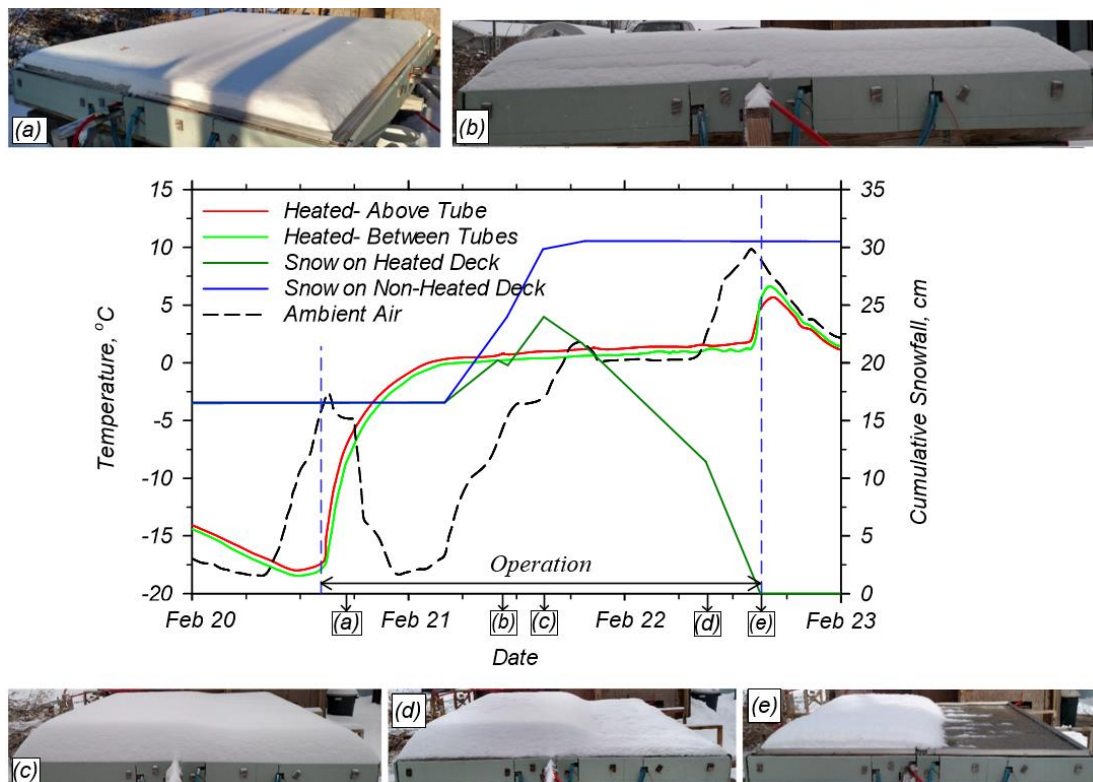 (a)
(b)
15
10
5
0
-5
-10
-15
-20
Temperature, °C
Heated- Above Tube
Heated- Between Tubes
Snow on Heated Deck
Snow on Non-Heated Deck
Ambient Air
35
30
25
20
15
10
5
0
Cumulative Snowfall, cm
Operation
Feb 20
(a)
Feb 21
(b)
(c)
Feb 22
(d)
(e)
Feb 23
Date
(c)
(d)
(e)